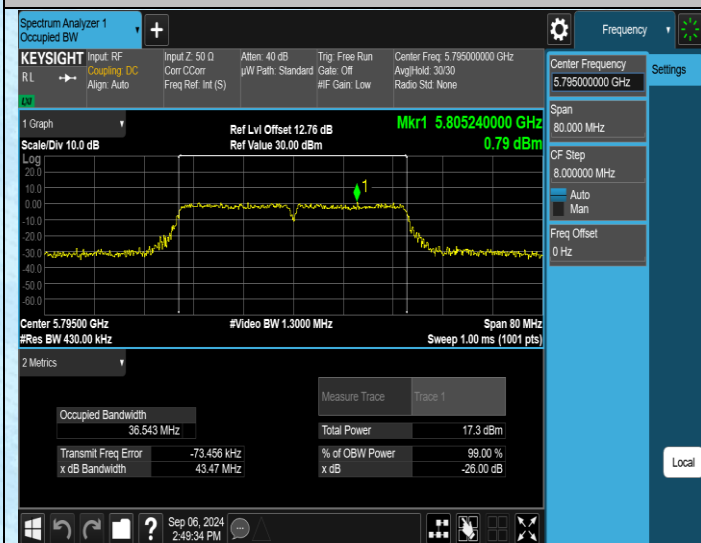 Spectrum Analyzer 1
Occupied BW
Frequency
KEYSIGHT
RL
Input: RF
Coupling: DC
Align: Auto
Input Z: 50 Ω
Corr CCorr
Freq Ref: Int (S)
Atten: 40 dB
µW Path: Standard
Trig: Free Run
Gate: Off
#IF Gain: Low
Center Freq: 5.795000000 GHz
Avg|Hold: 30/30
Radio Std: None
Center Frequency
5.795000000 GHz
Settings
Span
80.000 MHz
CF Step
8.000000 MHz
Auto
Man
Freq Offset
0 Hz
Local
1 Graph
Scale/Div 10.0 dB
Ref Lvl Offset 12.76 dB
Ref Value 30.00 dBm
Mkr1 5.805240000 GHz
0.79 dBm
Log
20.0
10.0
0.00
-10.0
-20.0
-30.0
-40.0
-50.0
-60.0
1
Center 5.79500 GHz
#Res BW 430.00 kHz
#Video BW 1.3000 MHz
Span 80 MHz
Sweep 1.00 ms (1001 pts)
2 Metrics
Measure Trace
Trace 1
Occupied Bandwidth
36.543 MHz
Total Power
17.3 dBm
Transmit Freq Error
-73.456 kHz
% of OBW Power
99.00 %
x dB Bandwidth
43.47 MHz
x dB
-26.00 dB
?
Sep 06, 2024
2:49:34 PM